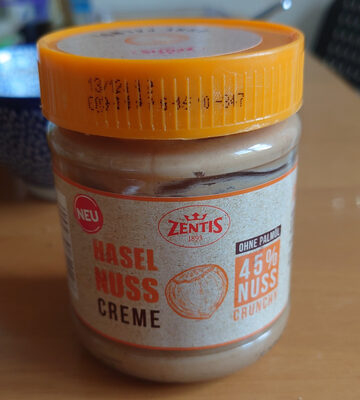 NEU
ZENTIS
1893
HASEL
NUSS
CREME
OHNE PALMÖL
45%
NUSS
CRUNCHY